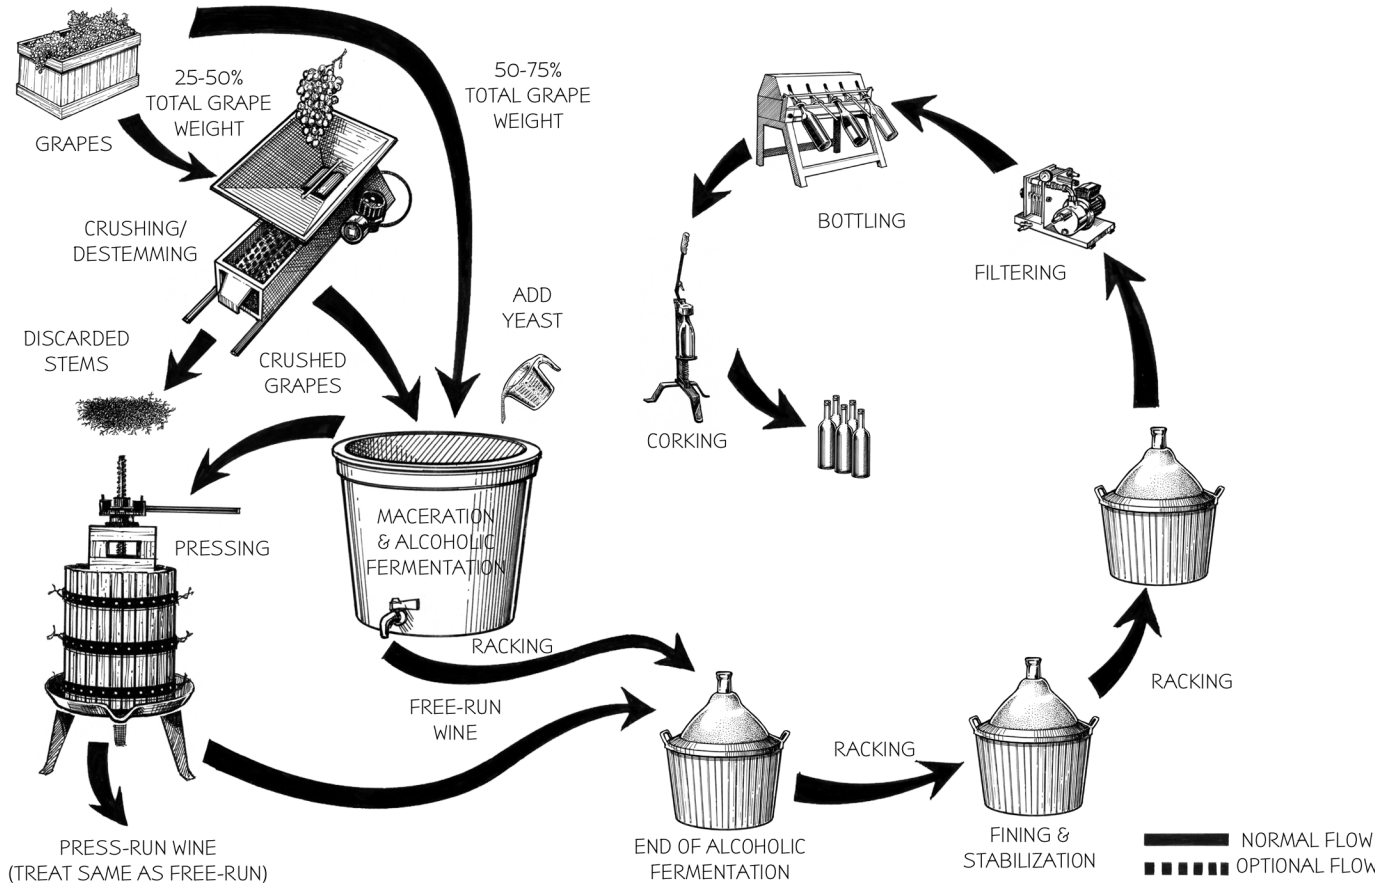 GRAPES
25-50%
TOTAL GRAPE
WEIGHT
50-75%
TOTAL GRAPE
WEIGHT
CRUSHING/
DESTEMMING
DISCARDED
STEMS
CRUSHED
GRAPES
ADD
YEAST
PRESSING
MACERATION
& ALCOHOLIC
FERMENTATION
RACKING
FREE-RUN
WINE
PRESS-RUN WINE
(TREAT SAME AS FREE-RUN)
END OF ALCOHOLIC
FERMENTATION
RACKING
FINING &
STABILIZATION
RACKING
FILTERING
BOTTLING
CORKING
NORMAL FLOW
OPTIONAL FLOW